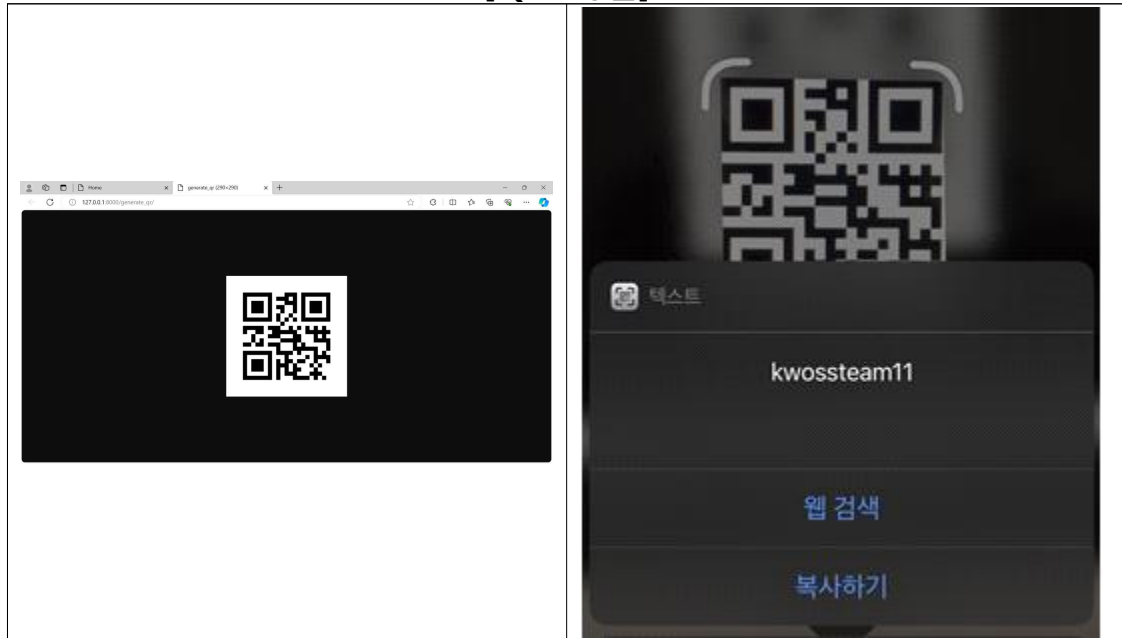 Home
generate_qr (290×290)
127.0.0.1:8000/generate_qr/
텍스트
kwossteam11
웹 검색
복사하기